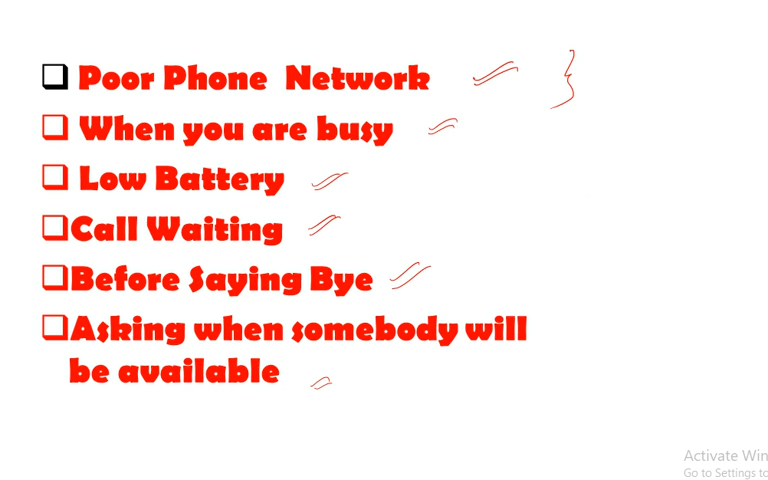 Poor Phone Network
When you are busy
Low Battery
Call Waiting
Before Saying Bye
Asking when somebody will
be available
Activate Win
Go to Settings to